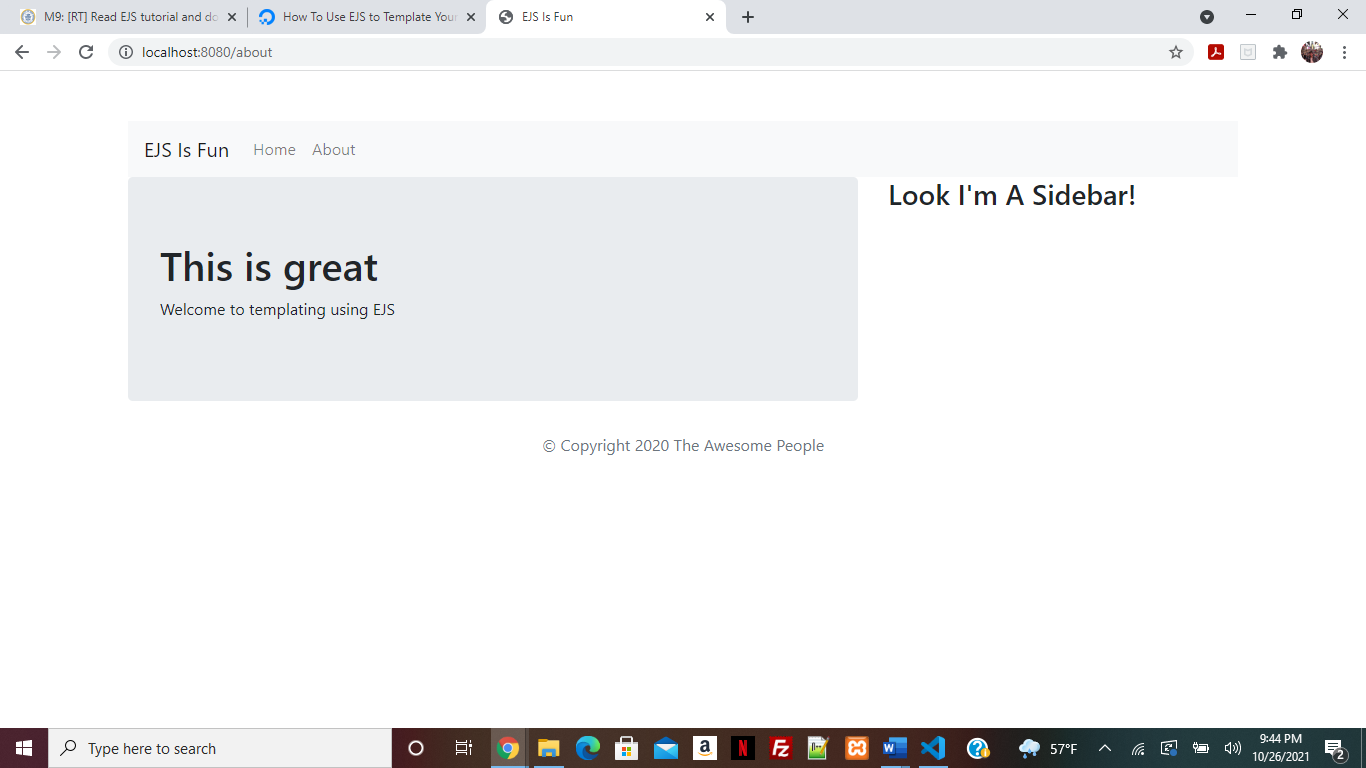 M9: [RT] Read EJS tutorial and do
How To Use EJS to Template Your
EJS Is Fun
localhost:8080/about
EJS Is Fun
Home
About
This is great
Welcome to templating using EJS
Look I'm A Sidebar!
© Copyright 2020 The Awesome People
Type here to search
57°F
9:44 PM
10/26/2021
2